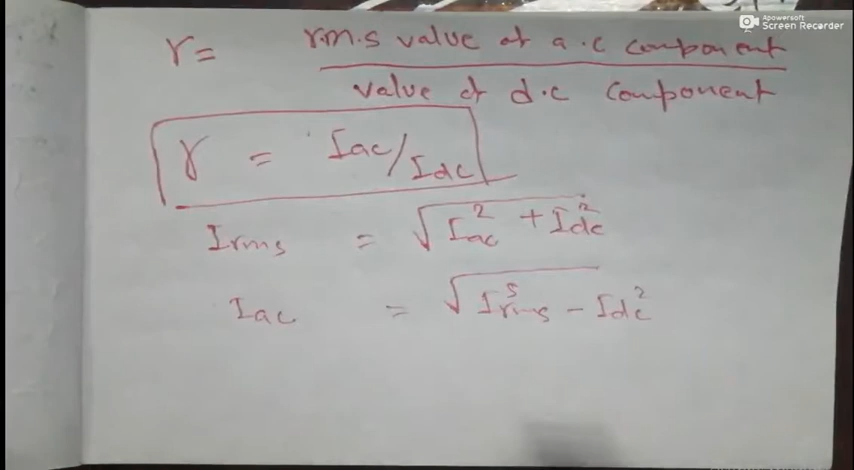 Apowersoft
Screen Recorder
γ = r.m.s value of a.c component / value of d.c component
γ = Iac/Idc
Irms = √Iac² + Idc²
Iac = √Irms² - Idc²